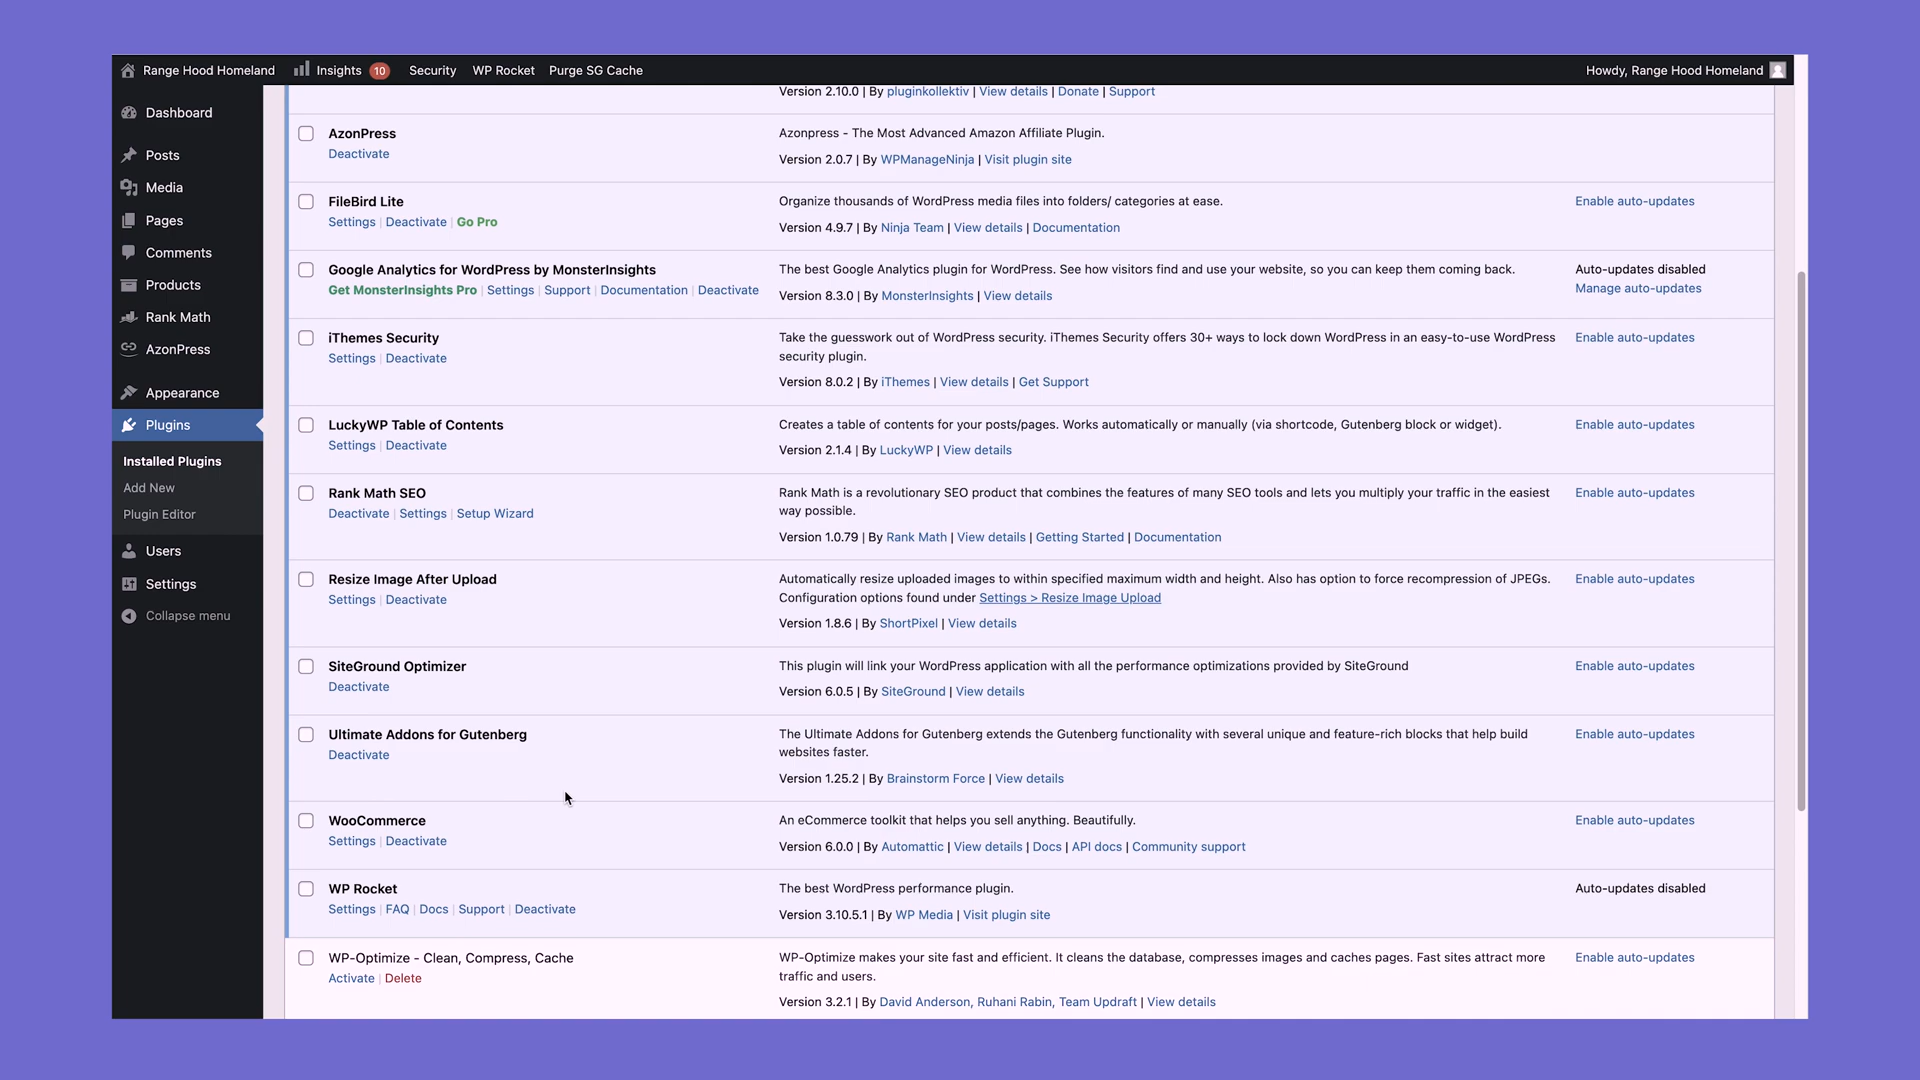 Range Hood Homeland Insights 10 Security WP Rocket Purge SG Cache Howdy, Range Hood Homeland
Dashboard
Posts
Media
Pages
Comments
Products
Rank Math
AzonPress
Appearance
Plugins
Installed Plugins
Add New
Plugin Editor
Users
Settings
Collapse menu
Version 2.10.0 | By pluginkollektiv | View details | Donate | Support
AzonPress
Deactivate
Azonpress - The Most Advanced Amazon Affiliate Plugin.
Version 2.0.7 | By WPManageNinja | Visit plugin site
FileBird Lite
Settings | Deactivate | Go Pro
Organize thousands of WordPress media files into folders/ categories at ease.
Version 4.9.7 | By Ninja Team | View details | Documentation
Enable auto-updates
Google Analytics for WordPress by MonsterInsights
Get MonsterInsights Pro | Settings | Support | Documentation | Deactivate
The best Google Analytics plugin for WordPress. See how visitors find and use your website, so you can keep them coming back.
Version 8.3.0 | By MonsterInsights | View details
Auto-updates disabled
Manage auto-updates
iThemes Security
Settings | Deactivate
Take the guesswork out of WordPress security. iThemes Security offers 30+ ways to lock down WordPress in an easy-to-use WordPress
security plugin.
Version 8.0.2 | By iThemes | View details | Get Support
Enable auto-updates
LuckyWP Table of Contents
Settings | Deactivate
Creates a table of contents for your posts/pages. Works automatically or manually (via shortcode, Gutenberg block or widget).
Version 2.1.4 | By LuckyWP | View details
Enable auto-updates
Rank Math SEO
Deactivate | Settings | Setup Wizard
Rank Math is a revolutionary SEO product that combines the features of many SEO tools and lets you multiply your traffic in the easiest
way possible.
Version 1.0.79 | By Rank Math | View details | Getting Started | Documentation
Enable auto-updates
Resize Image After Upload
Settings | Deactivate
Automatically resize uploaded images to within specified maximum width and height. Also has option to force recompression of JPEGs.
Configuration options found under Settings > Resize Image Upload
Version 1.8.6 | By ShortPixel | View details
Enable auto-updates
SiteGround Optimizer
Deactivate
This plugin will link your WordPress application with all the performance optimizations provided by SiteGround
Version 6.0.5 | By SiteGround | View details
Enable auto-updates
Ultimate Addons for Gutenberg
Deactivate
The Ultimate Addons for Gutenberg extends the Gutenberg functionality with several unique and feature-rich blocks that help build
websites faster.
Version 1.25.2 | By Brainstorm Force | View details
Enable auto-updates
WooCommerce
Settings | Deactivate
An eCommerce toolkit that helps you sell anything. Beautifully.
Version 6.0.0 | By Automattic | View details | Docs | API docs | Community support
Enable auto-updates
WP Rocket
Settings | FAQ | Docs | Support | Deactivate
The best WordPress performance plugin.
Version 3.10.5.1 | By WP Media | Visit plugin site
Auto-updates disabled
WP-Optimize - Clean, Compress, Cache
Activate | Delete
WP-Optimize makes your site fast and efficient. It cleans the database, compresses images and caches pages. Fast sites attract more
traffic and users.
Version 3.2.1 | By David Anderson, Ruhani Rabin, Team Updraft | View details
Enable auto-updates